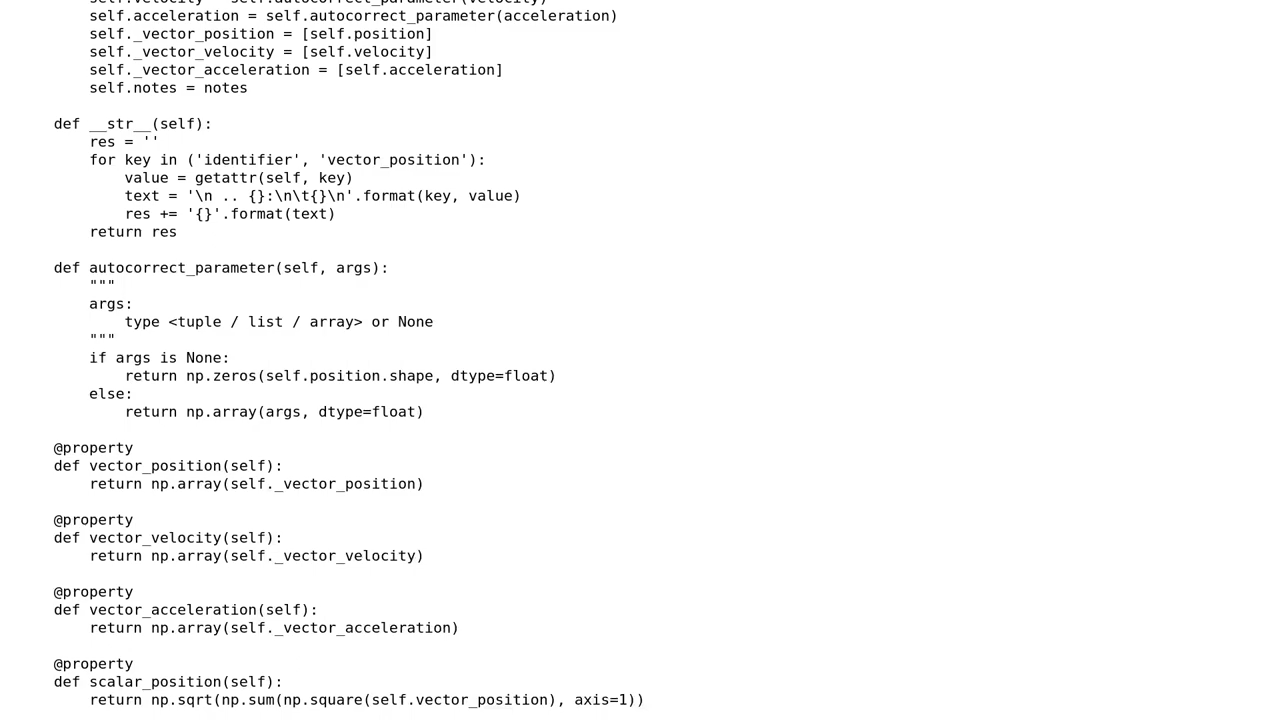 self.velocity = self.autocorrect_parameter(velocity)
        self.acceleration = self.autocorrect_parameter(acceleration)
        self._vector_position = [self.position]
        self._vector_velocity = [self.velocity]
        self._vector_acceleration = [self.acceleration]
        self.notes = notes

    def __str__(self):
        res = ''
        for key in ('identifier', 'vector_position'):
            value = getattr(self, key)
            text = '\n .. {}:\n\t{}\n'.format(key, value)
            res += '{}'.format(text)
        return res

    def autocorrect_parameter(self, args):
        """
        args:
            type <tuple / list / array> or None
        """
        if args is None:
            return np.zeros(self.position.shape, dtype=float)
        else:
            return np.array(args, dtype=float)

    @property
    def vector_position(self):
        return np.array(self._vector_position)

    @property
    def vector_velocity(self):
        return np.array(self._vector_velocity)

    @property
    def vector_acceleration(self):
        return np.array(self._vector_acceleration)

    @property
    def scalar_position(self):
        return np.sqrt(np.sum(np.square(self.vector_position), axis=1))